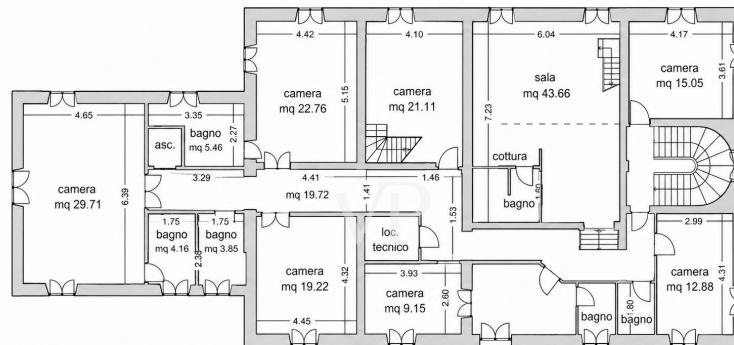 4.42
4.10
6.04
4.17
camera
mq 22.76
5.15
camera
mq 21.11
sala
mq 43.66
7.23
camera
mq 15.05
3.61
4.65
3.35
bagno
mq 5.46
2.27
asc.
cottura
camera
mq 29.71
6.39
3.29
4.41
mq 19.72
1.41
1.46
1.53
bagno
1.60
VP
1.75
bagno
mq 4.16
2.38
1.75
bagno
mq 3.85
loc.
tecnico
2.99
camera
mq 19.22
4.32
4.45
3.93
camera
mq 9.15
2.60
bagno
bagno
1.80
camera
mq 12.88
4.31